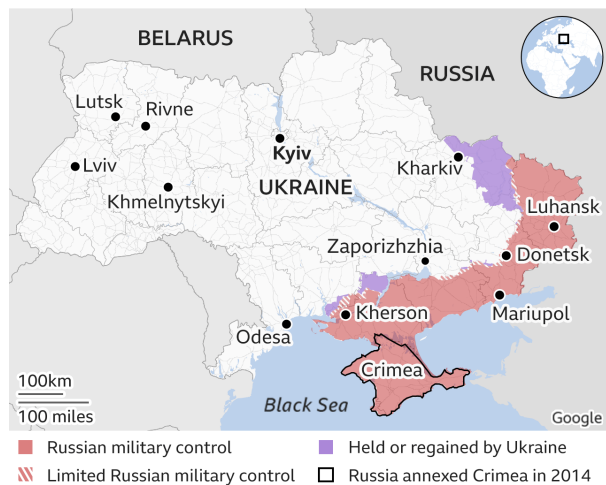 BELARUS
RUSSIA
Lutsk
Rivne
Kyiv
Lviv
Kharkiv
Khmelnytskyi
UKRAINE
Luhansk
Zaporizhzhia
Donetsk
Kherson
Mariupol
Odesa
Crimea
100km
100 miles
Black Sea
Google
Russian military control
Held or regained by Ukraine
Limited Russian military control
Russia annexed Crimea in 2014